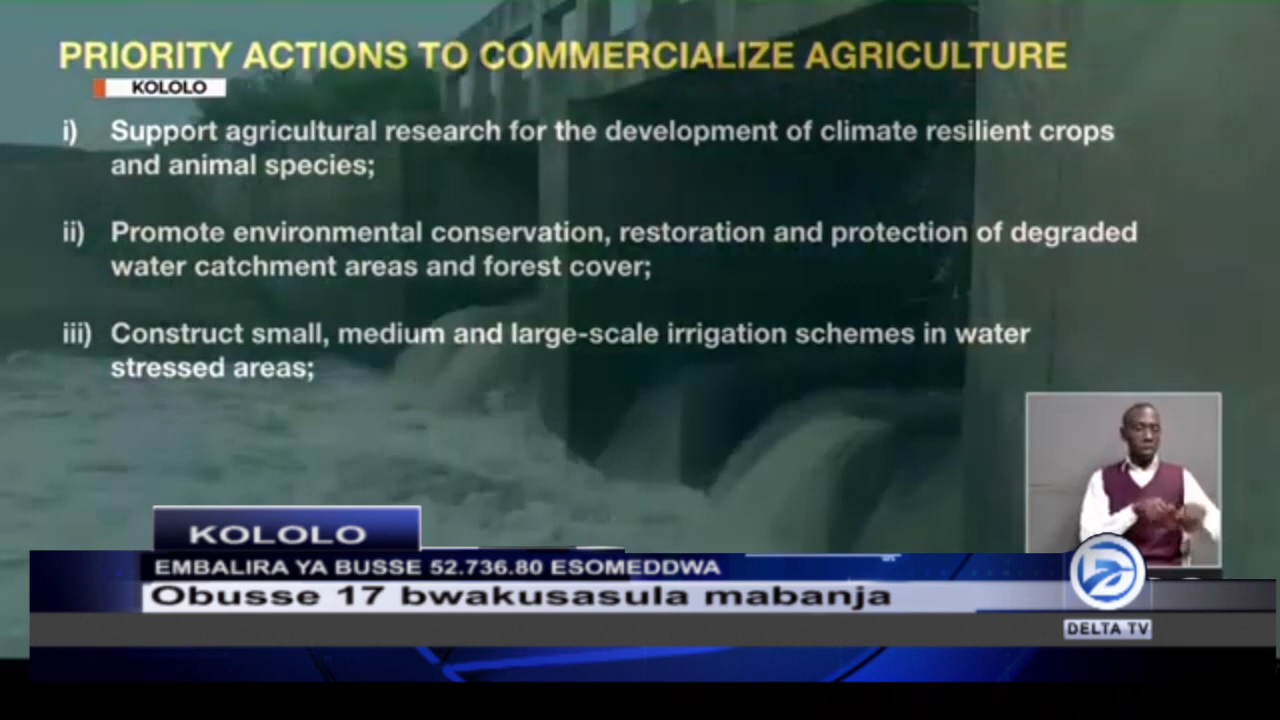 PRIORITY ACTIONS TO COMMERCIALIZE AGRICULTURE
KOLOLO
i) Support agricultural research for the development of climate resilient crops
and animal species;
ii) Promote environmental conservation, restoration and protection of degraded
water catchment areas and forest cover;
iii) Construct small, medium and large-scale irrigation schemes in water
stressed areas;
KOLOLO
EMBALIRA YA BUSSE 52.736.80 ESOMEDDWA
Obusse 17 bwakusasula mabanja
DELTA TV